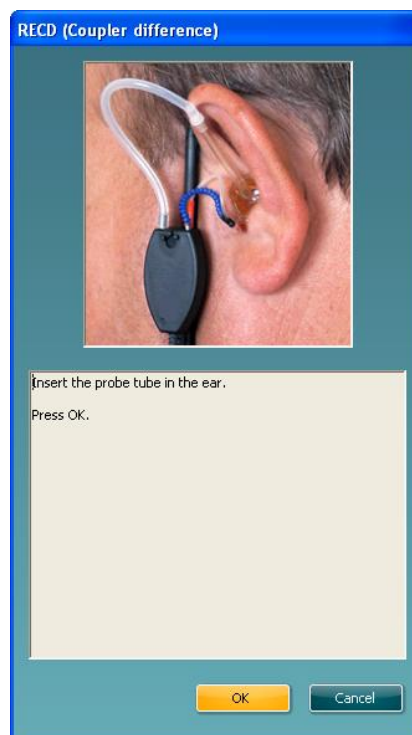 RECD (Coupler difference)
Insert the probe tube in the ear.
Press OK.
OK
Cancel